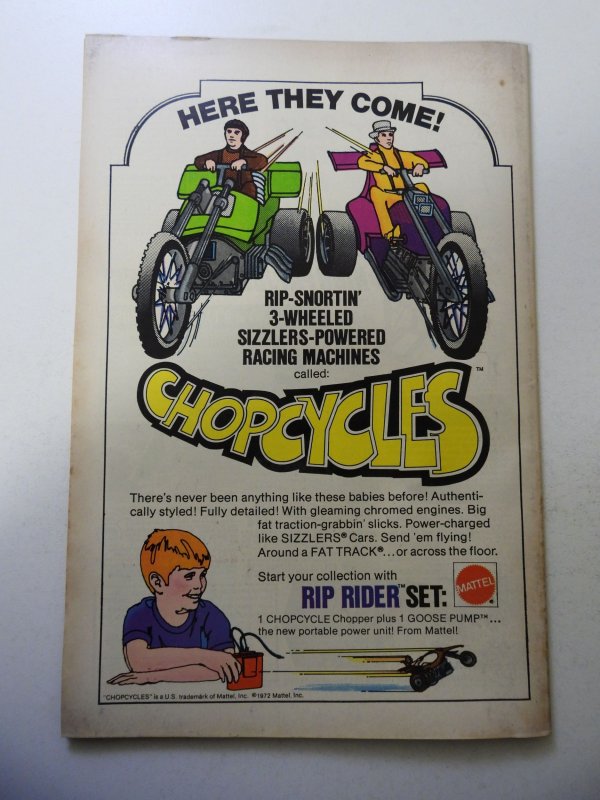 HERE THEY COME!
RIP-SNORTIN'
3-WHEELED
SIZZLERS-POWERED
RACING MACHINES
called:
CHOPCYCLES™
There's never been anything like these babies before! Authenti-
cally styled! Fully detailed! With gleaming chromed engines. Big
fat traction-grabbin' slicks. Power-charged
like SIZZLERS® Cars. Send 'em flying!
Around a FAT TRACK®...or across the floor.
Start your collection with
RIP RIDER™ SET:
MATTEL®
1 CHOPCYCLE Chopper plus 1 GOOSE PUMP™...
the new portable power unit! From Mattel!
"CHOPCYCLES" is a U.S. trademark of Mattel, Inc. ©1972 Mattel, Inc.